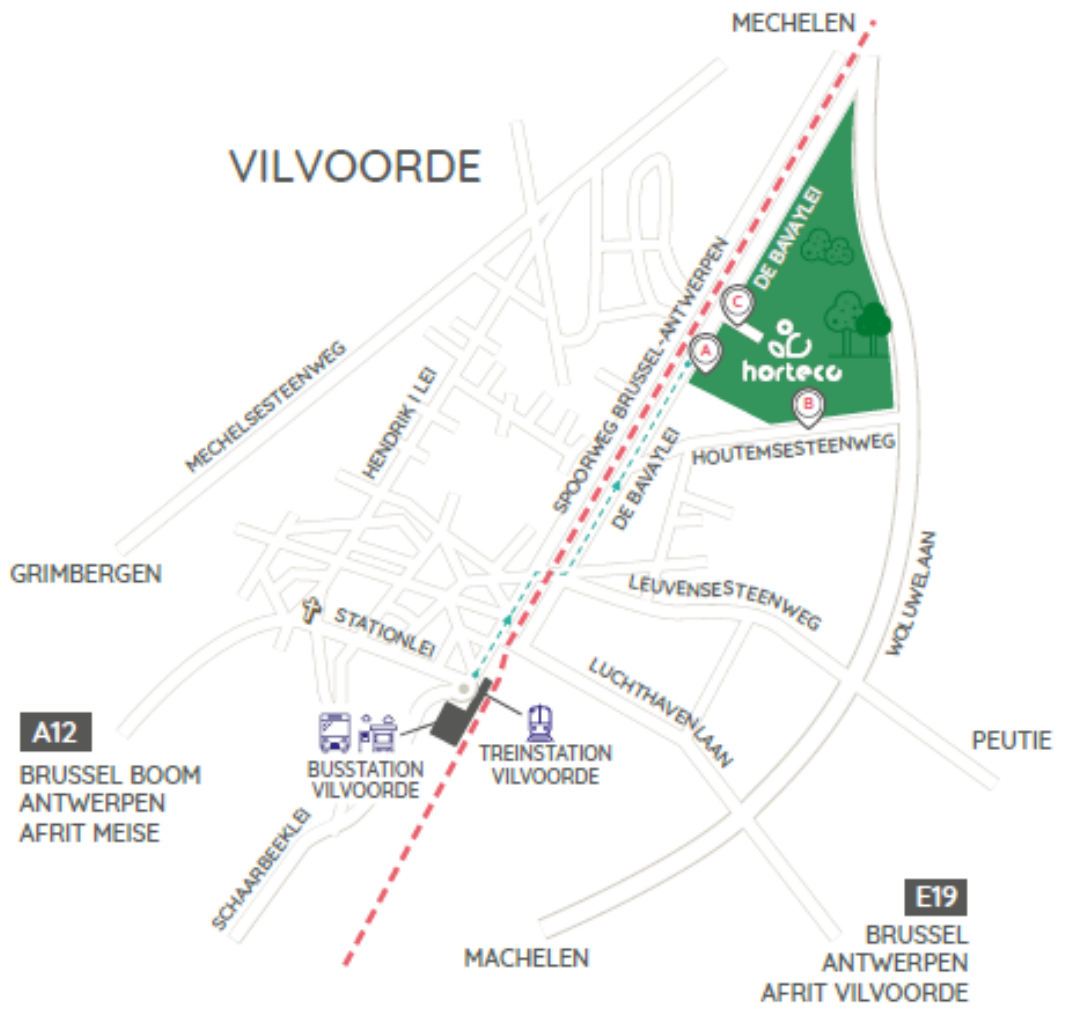 MECHELEN
VILVOORDE
DE BAVAYLEI
SPOORWEG BRUSSEL-ANTWERPEN
C
A
horteco
B
MECHELSESTEENWEG
HENDRIK I LEI
HOUTEMSESTEENWEG
DE BAVAYLEI
GRIMBERGEN
LEUVENSESTEENWEG
WOLUWELAAN
STATIONLEI
LUCHTHAVENLAAN
A12
BRUSSEL BOOM
ANTWERPEN
AFRIT MEISE
BUSSTATION
VILVOORDE
TREINSTATION
VILVOORDE
PEUTIE
SCHAARBEEKLEI
MACHELEN
E19
BRUSSEL
ANTWERPEN
AFRIT VILVOORDE